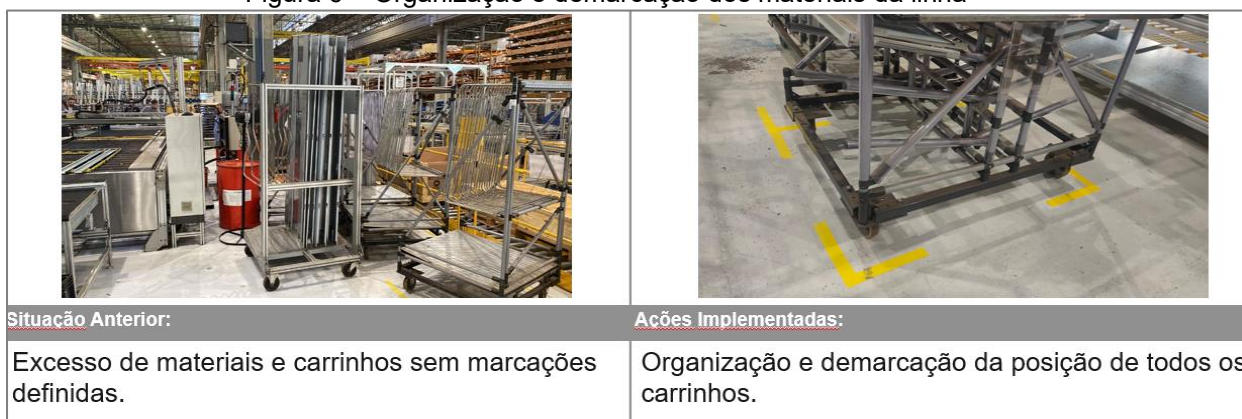 Situação Anterior:
Ações Implementadas:
Excesso de materiais e carrinhos sem marcações
definidas.
Organização e demarcação da posição de todos os
carrinhos.